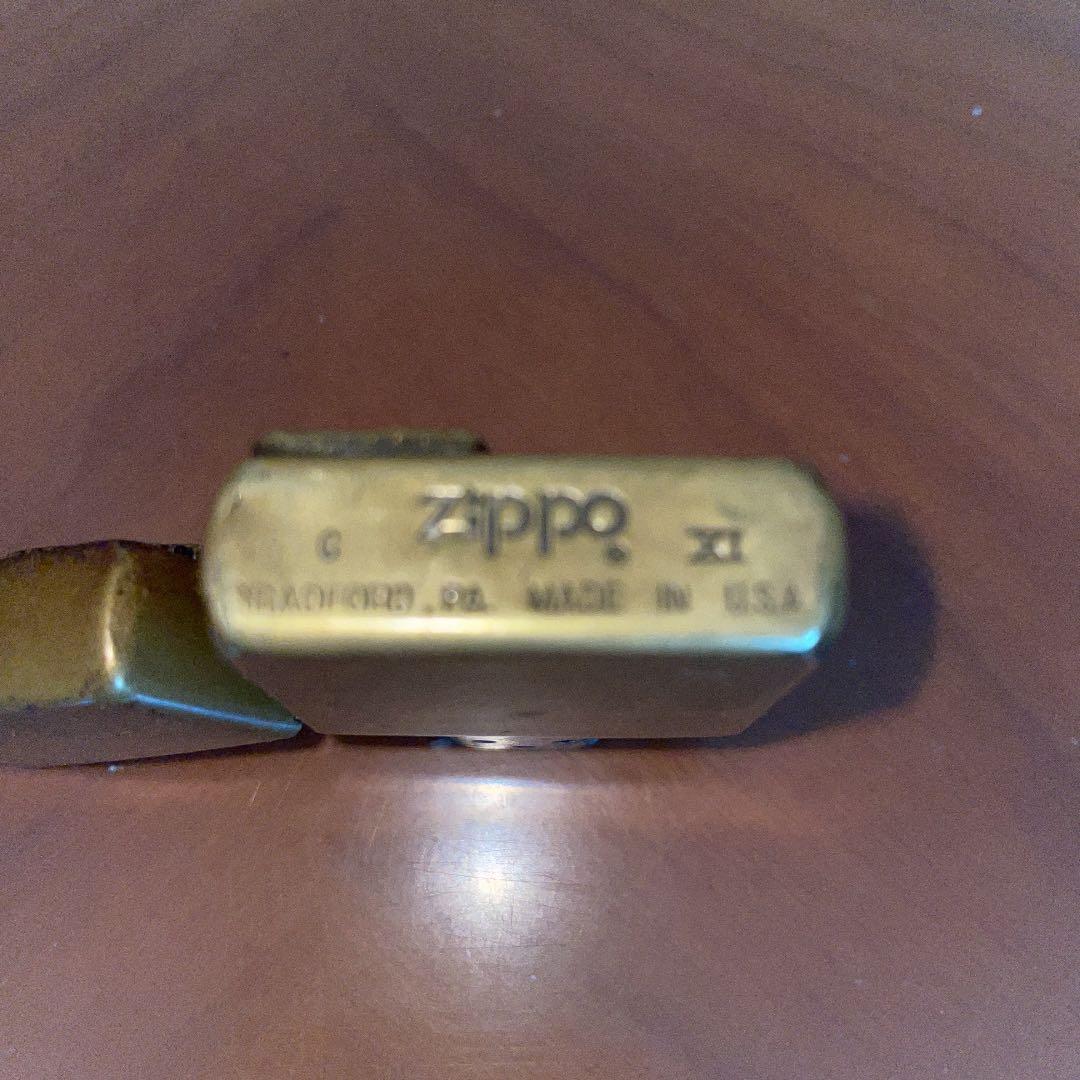 G zippo XI
BRADFORD, PA. MADE IN U.S.A.